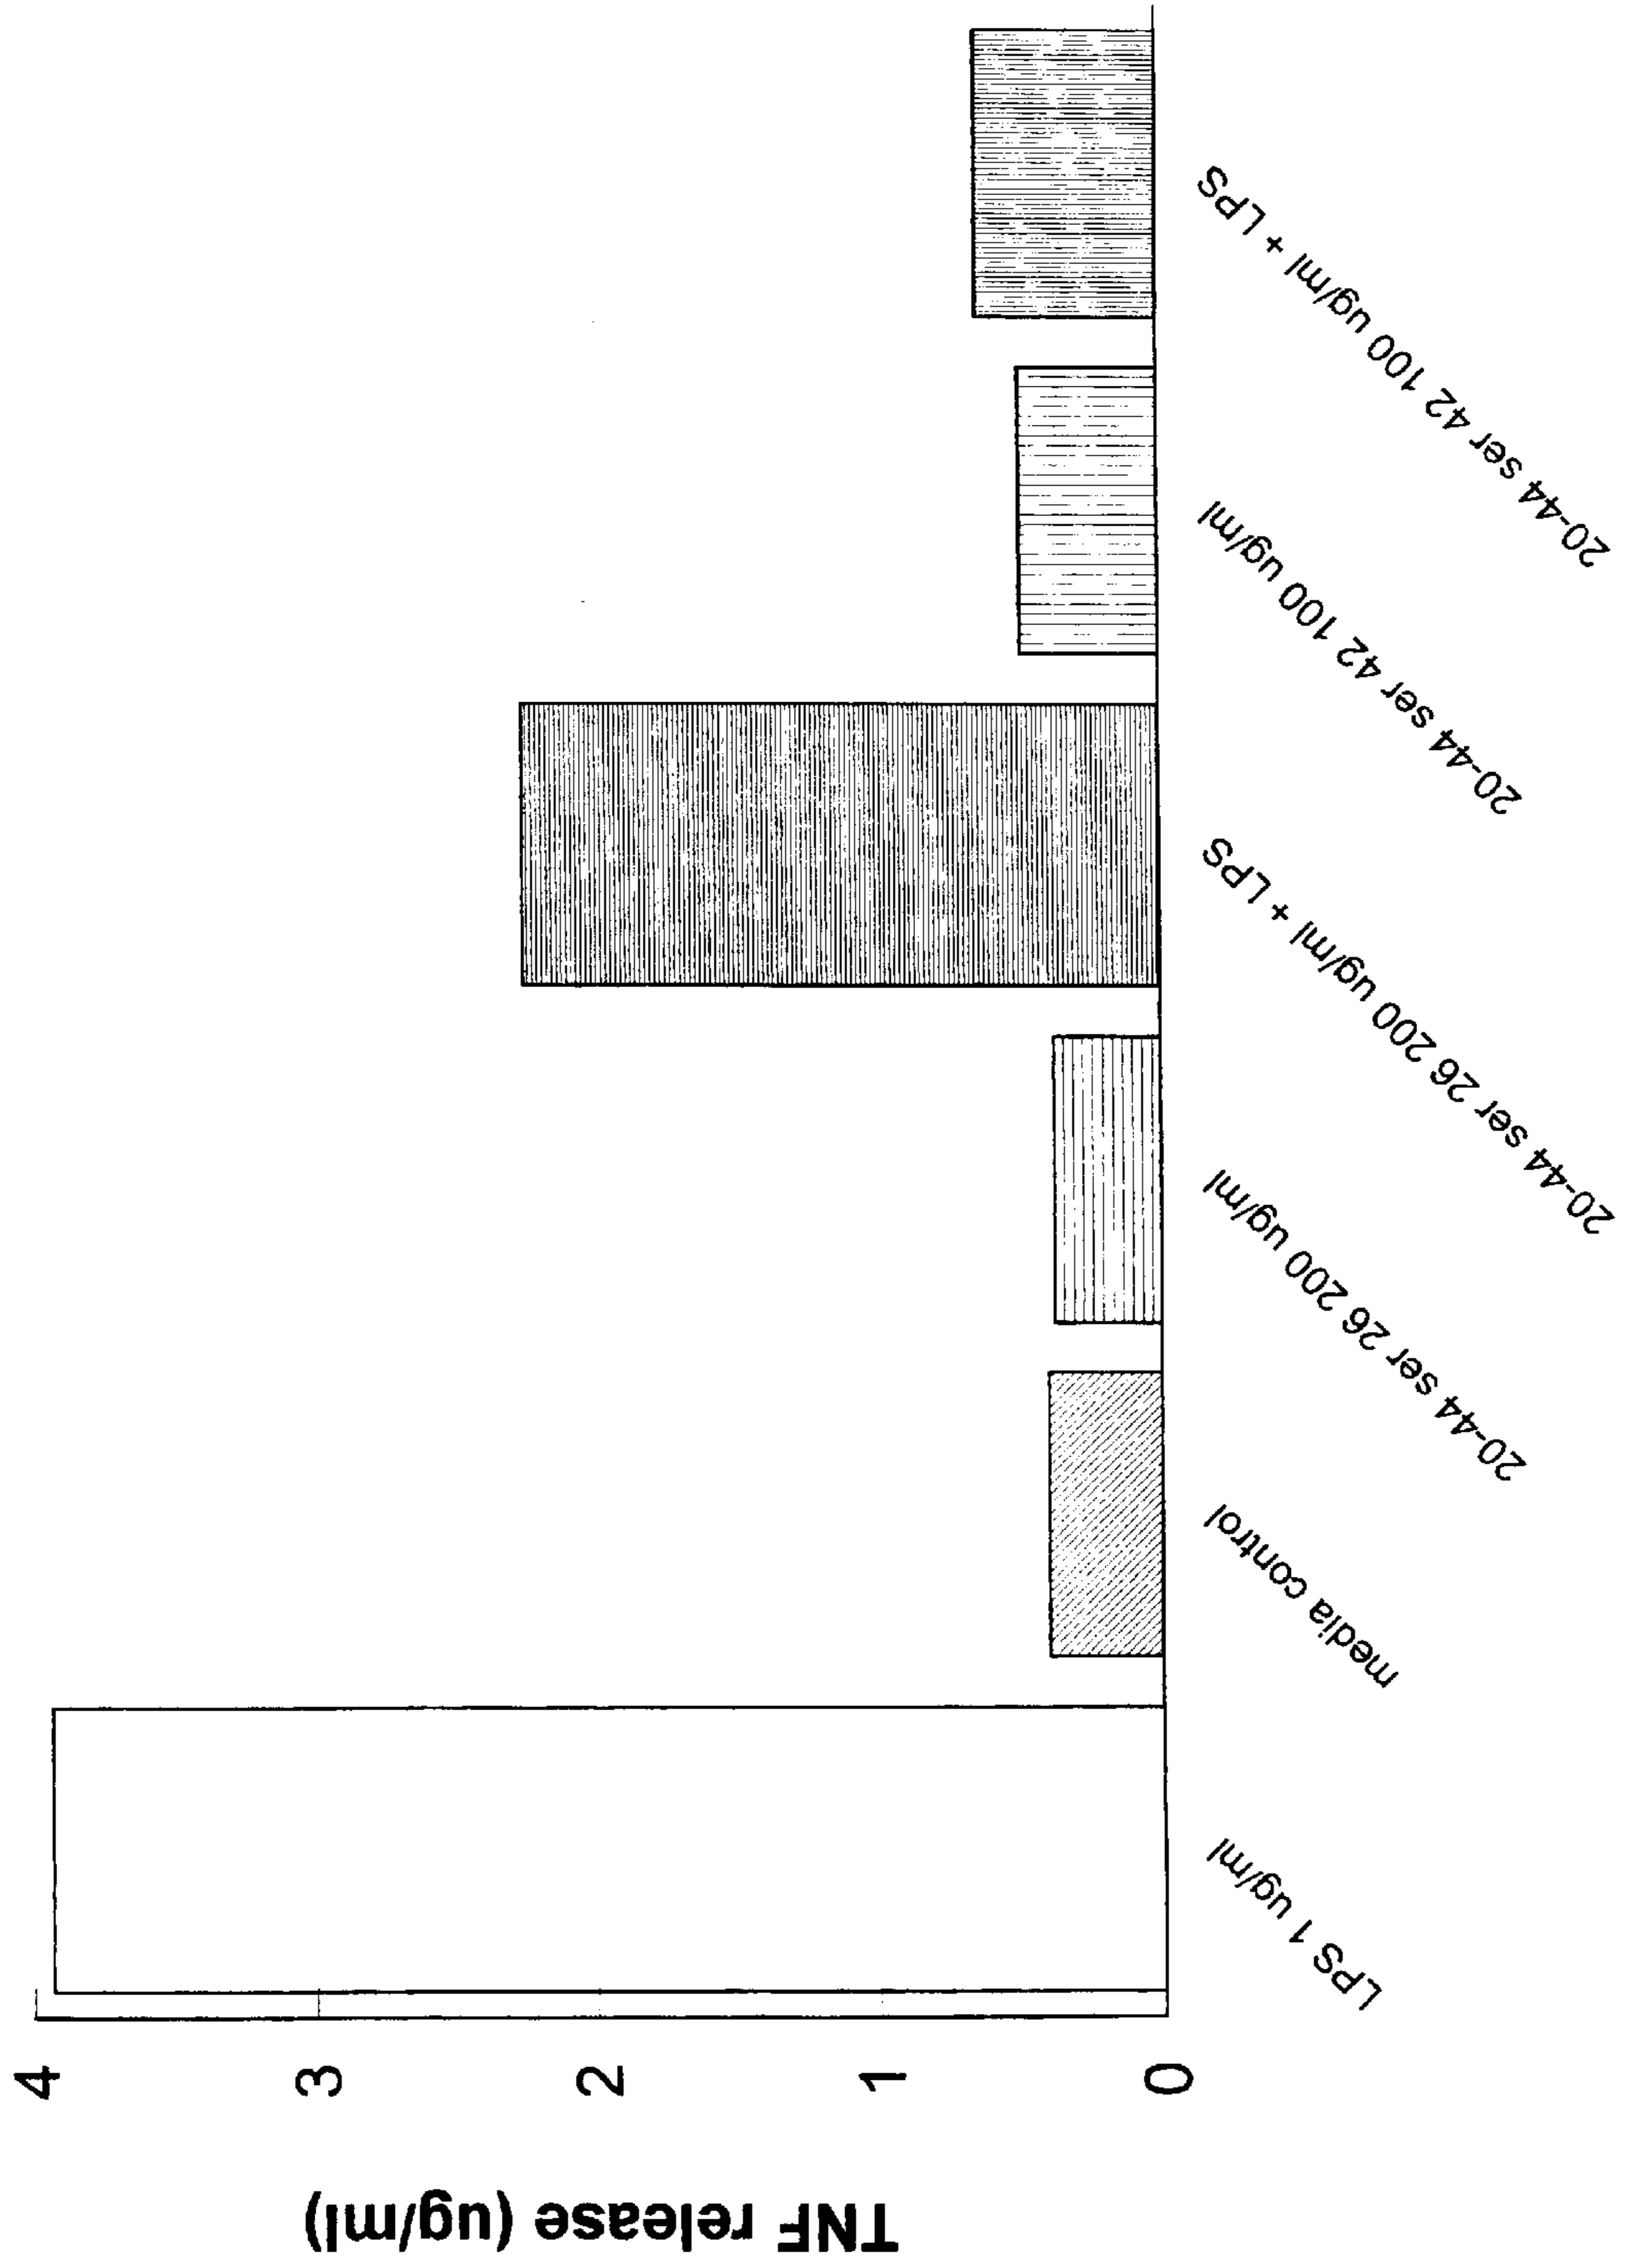 TNF release (ug/ml)
4
3
2
1
0
LPS 1 ug/ml
media control
20-44 ser 26 200 ug/ml
20-44 ser 26 200 ug/ml + LPS
20-44 ser 42 100 ug/ml
20-44 ser 42 100 ug/ml + LPS